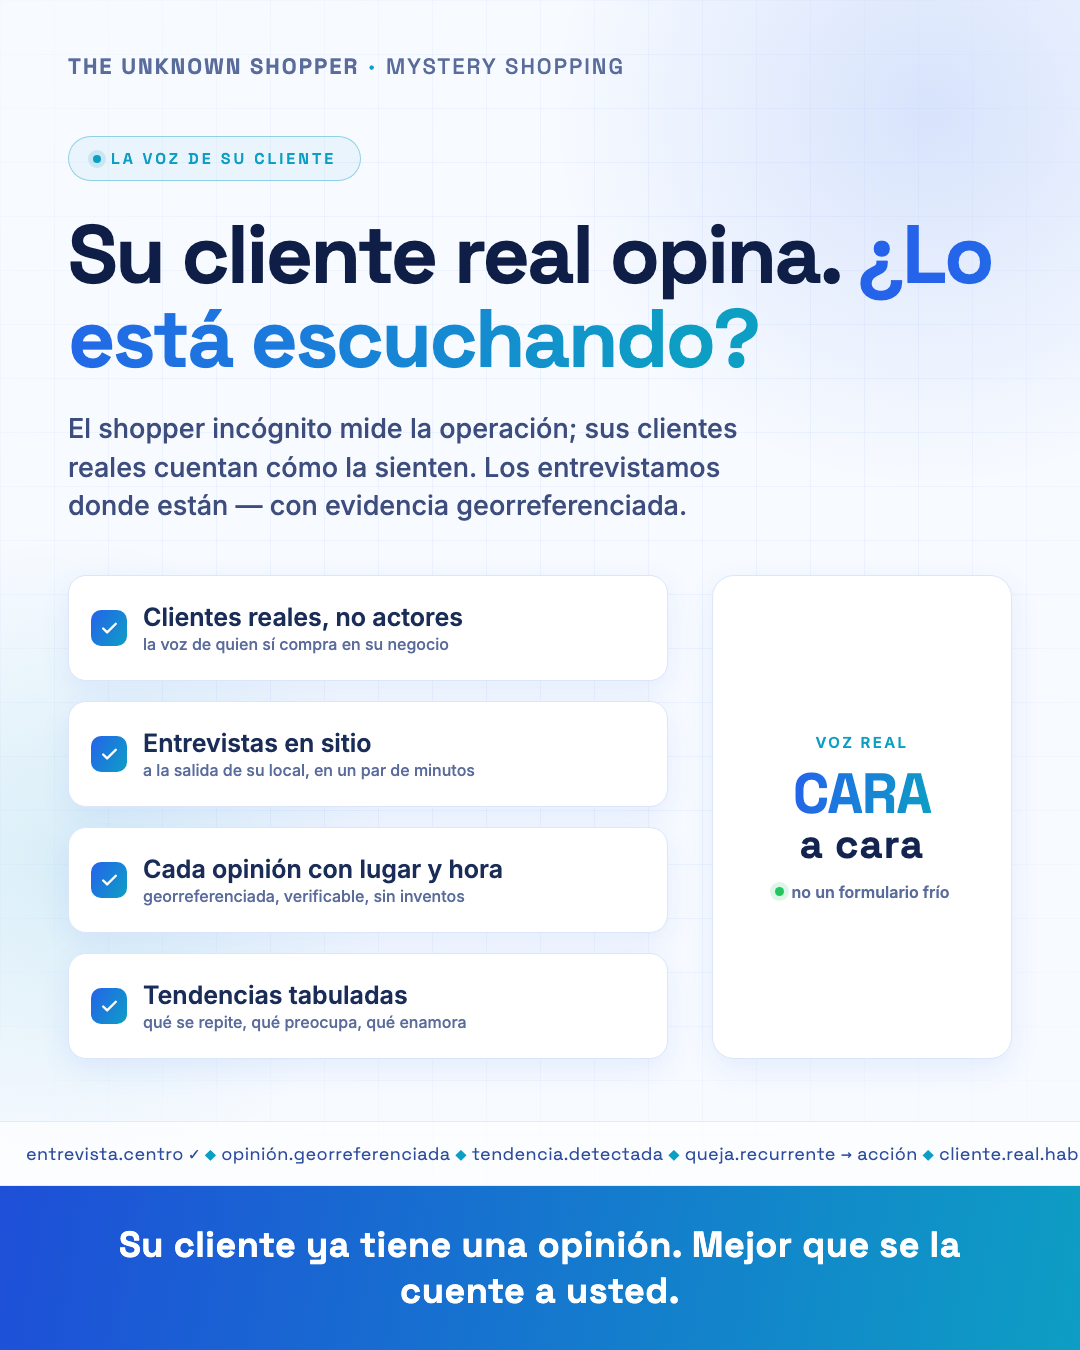 THE UNKNOWN SHOPPER • MYSTERY SHOPPING
LA VOZ DE SU CLIENTE
Su cliente real opina. ¿Lo
está escuchando?
El shopper incógnito mide la operación; sus clientes
reales cuentan cómo la sienten. Los entrevistamos
donde están — con evidencia georreferenciada.
Clientes reales, no actores
la voz de quien sí compra en su negocio
Entrevistas en sitio
a la salida de su local, en un par de minutos
Cada opinión con lugar y hora
georreferenciada, verificable, sin inventos
Tendencias tabuladas
qué se repite, qué preocupa, qué enamora
VOZ REAL
CARA
a cara
no un formulario frío
entrevista.centro ✓ ◆ opinión.georreferenciada ◆ tendencia.detectada ◆ queja.recurrente → acción ◆ cliente.real.hab
Su cliente ya tiene una opinión. Mejor que se la
cuente a usted.